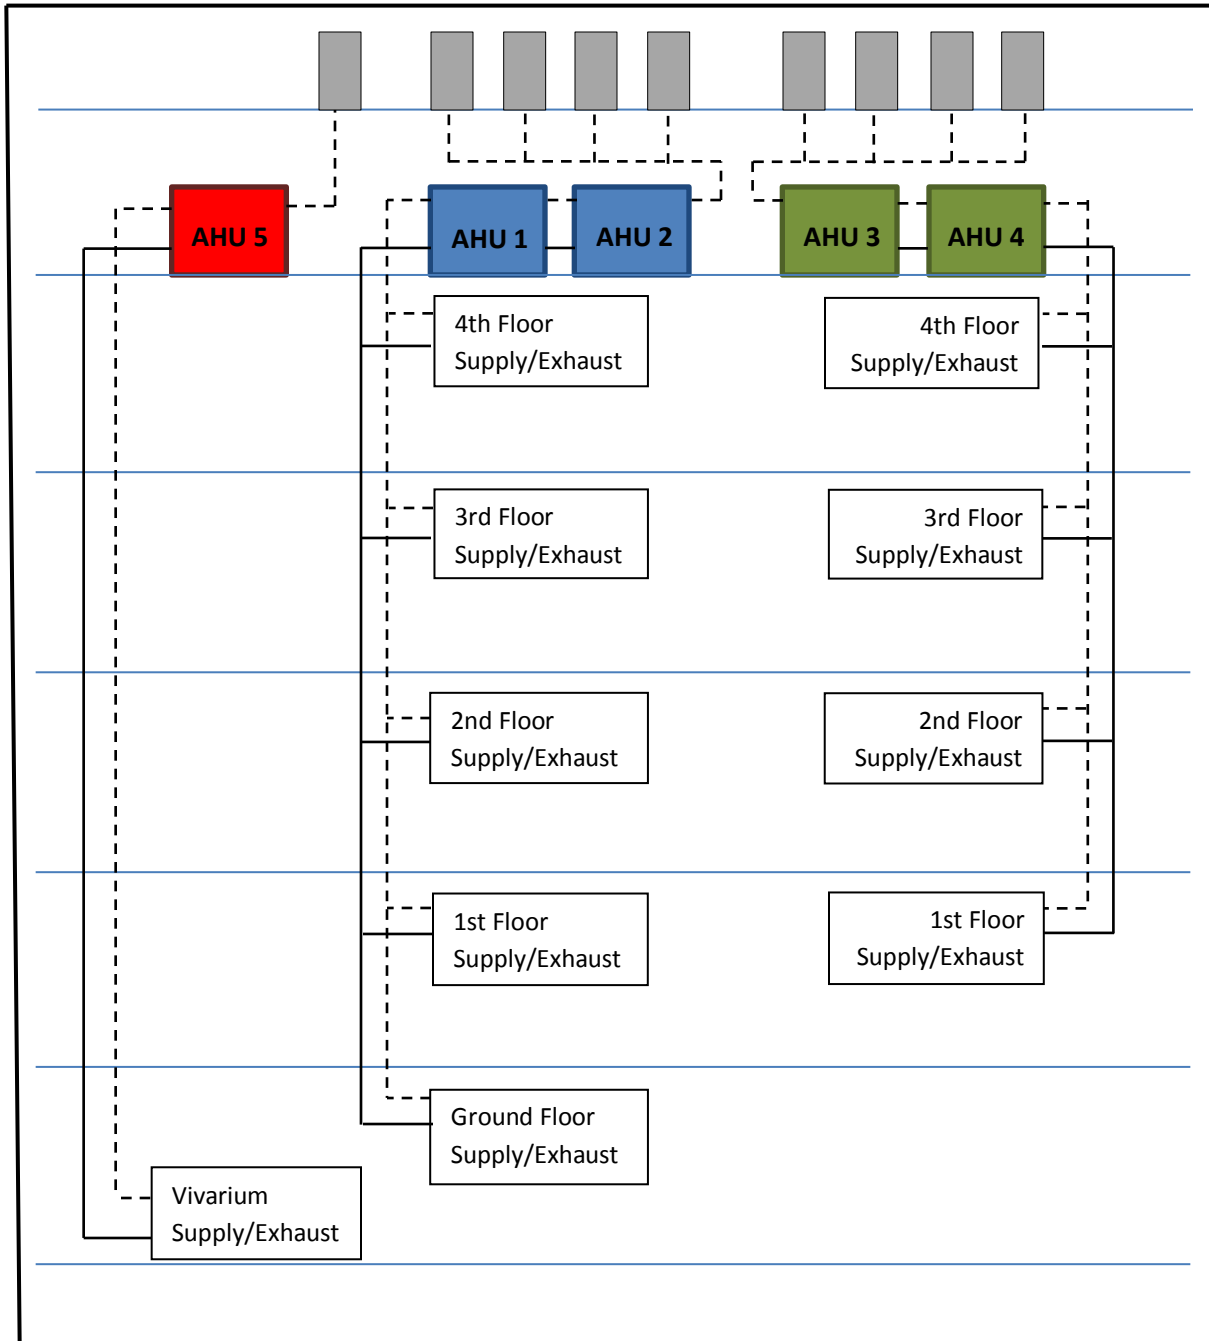 AHU 5
AHU 1
AHU 2
AHU 3
AHU 4
4th Floor
Supply/Exhaust
4th Floor
Supply/Exhaust
3rd Floor
Supply/Exhaust
3rd Floor
Supply/Exhaust
2nd Floor
Supply/Exhaust
2nd Floor
Supply/Exhaust
1st Floor
Supply/Exhaust
1st Floor
Supply/Exhaust
Ground Floor
Supply/Exhaust
Vivarium
Supply/Exhaust